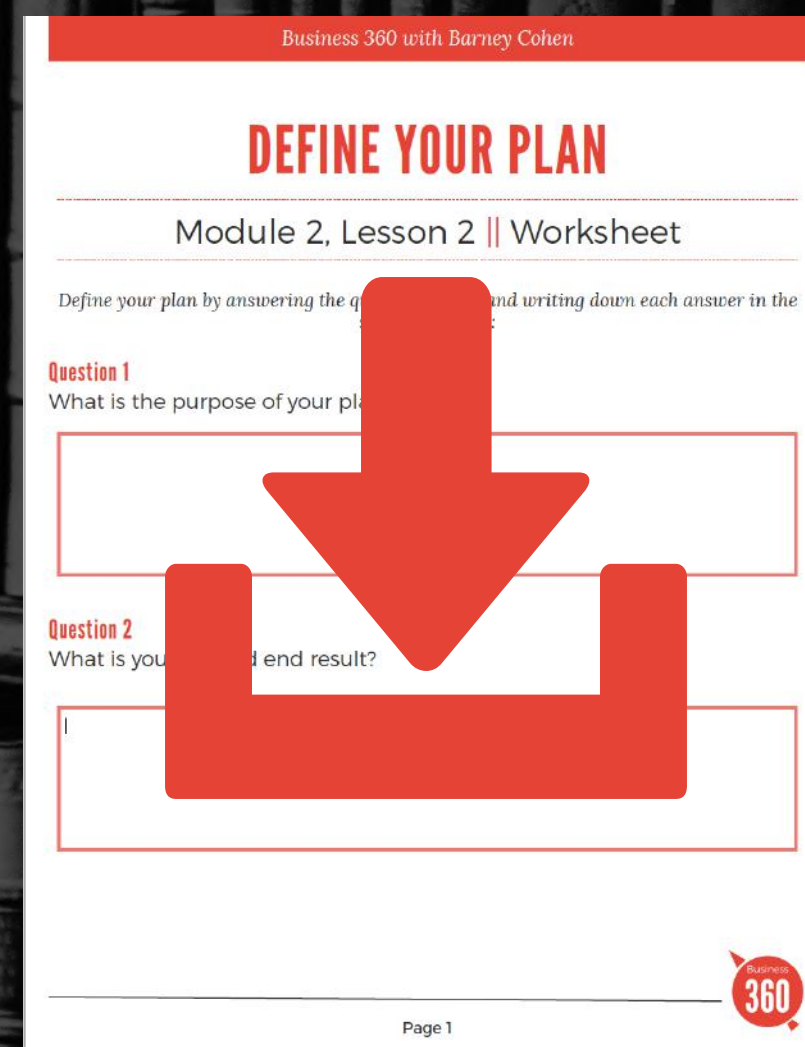 Business 360 with Barney Cohen
DEFINE YOUR PLAN
Module 2, Lesson 2 || Worksheet
Define your plan by answering the and writing down each answer in the
Question 1
What is the purpose of your
Question 2
What is end result?
Business
360
Page 1